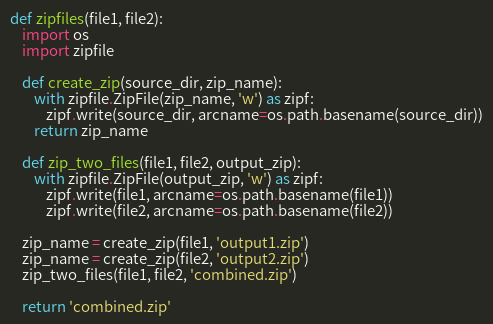 def zipfiles(file1, file2):
    import os
    import zipfile

    def create_zip(source_dir, zip_name):
        with zipfile.ZipFile(zip_name, 'w') as zipf:
            zipf.write(source_dir, arcname=os.path.basename(source_dir))
        return zip_name

    def zip_two_files(file1, file2, output_zip):
        with zipfile.ZipFile(output_zip, 'w') as zipf:
            zipf.write(file1, arcname=os.path.basename(file1))
            zipf.write(file2, arcname=os.path.basename(file2))

    zip_name = create_zip(file1, 'output1.zip')
    zip_name = create_zip(file2, 'output2.zip')
    zip_two_files(file1, file2, 'combined.zip')

    return 'combined.zip'